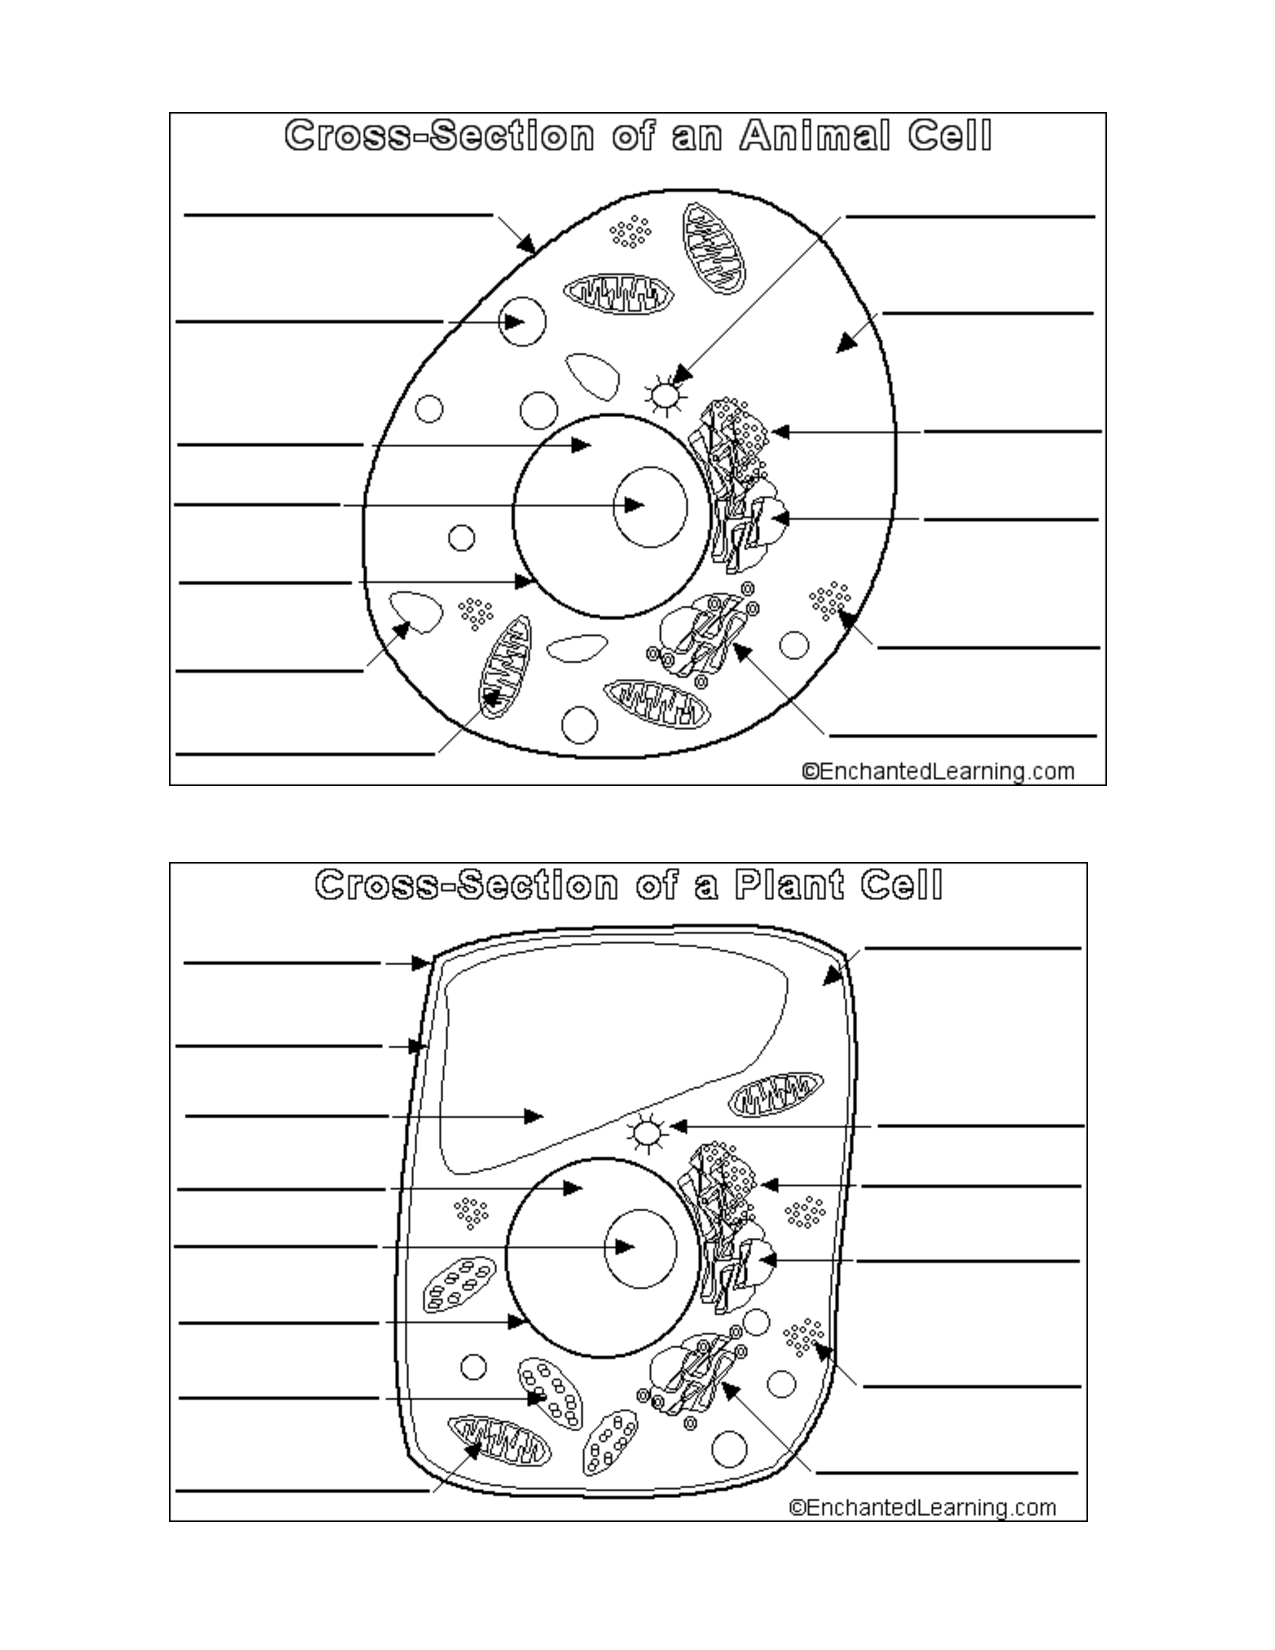 Cross-Section of an Animal Cell
©EnchantedLearning.com
Cross-Section of a Plant Cell
©EnchantedLearning.com